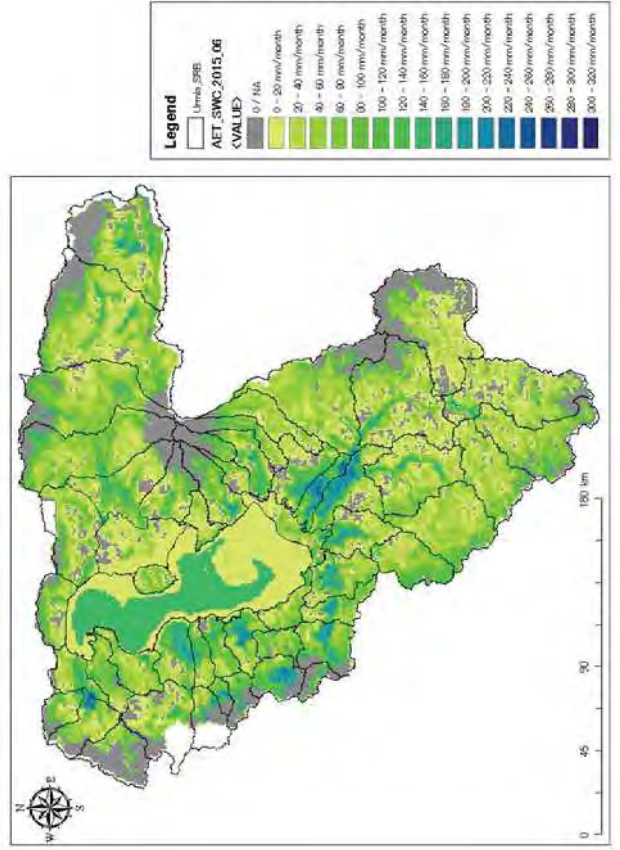 N
W
E
S
0
45
90
180 km
Legend
Urmia_SRB
AET_SWC_2015_06
<VALUE>
0 / NA
0 - 20 mm/month
20 - 40 mm/month
40 - 60 mm/month
60 - 80 mm/month
80 - 100 mm/month
100 - 120 mm/month
120 - 140 mm/month
140 - 160 mm/month
160 - 180 mm/month
180 - 200 mm/month
200 - 220 mm/month
220 - 240 mm/month
240 - 260 mm/month
260 - 280 mm/month
280 - 300 mm/month
300 - 320 mm/month